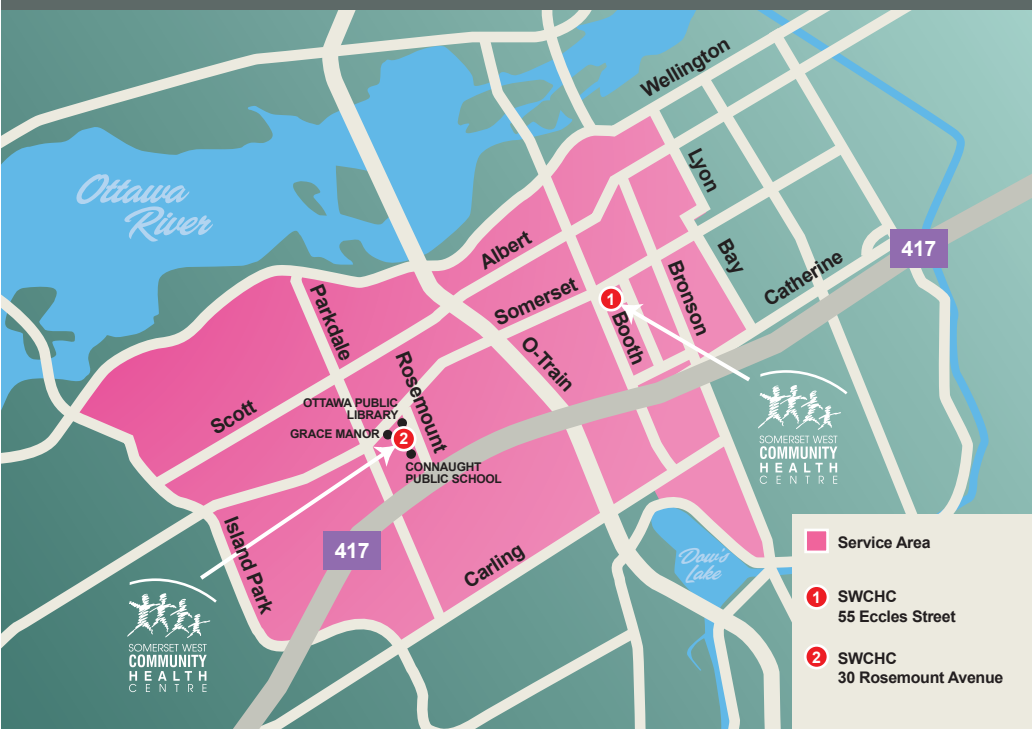 Wellington
Ottawa
River
Lyon
Albert
Bay
417
Catherine
Parkdale
Somerset
1
Bronson
Booth
O-Train
Rosemount
Scott
OTTAWA PUBLIC
LIBRARY
GRACE MANOR
2
CONNAUGHT
PUBLIC SCHOOL
SOMERSET WEST
COMMUNITY
HEALTH
CENTRE
Island Park
417
Carling
Dow's
Lake
SOMERSET WEST
COMMUNITY
HEALTH
CENTRE
Service Area
1 SWCHC
55 Eccles Street
2 SWCHC
30 Rosemount Avenue